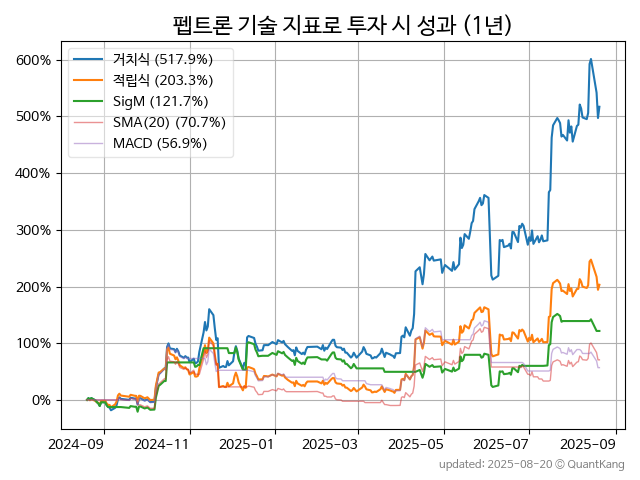 펩트론 기술 지표로 투자 시 성과 (1년)
거치식 (517.9%)
적립식 (203.3%)
SigM (121.7%)
SMA(20) (70.7%)
MACD (56.9%)
600%
500%
400%
300%
200%
100%
0%
2024-09 2024-11 2025-01 2025-03 2025-05 2025-07 2025-09
updated: 2025-08-20 © QuantKang